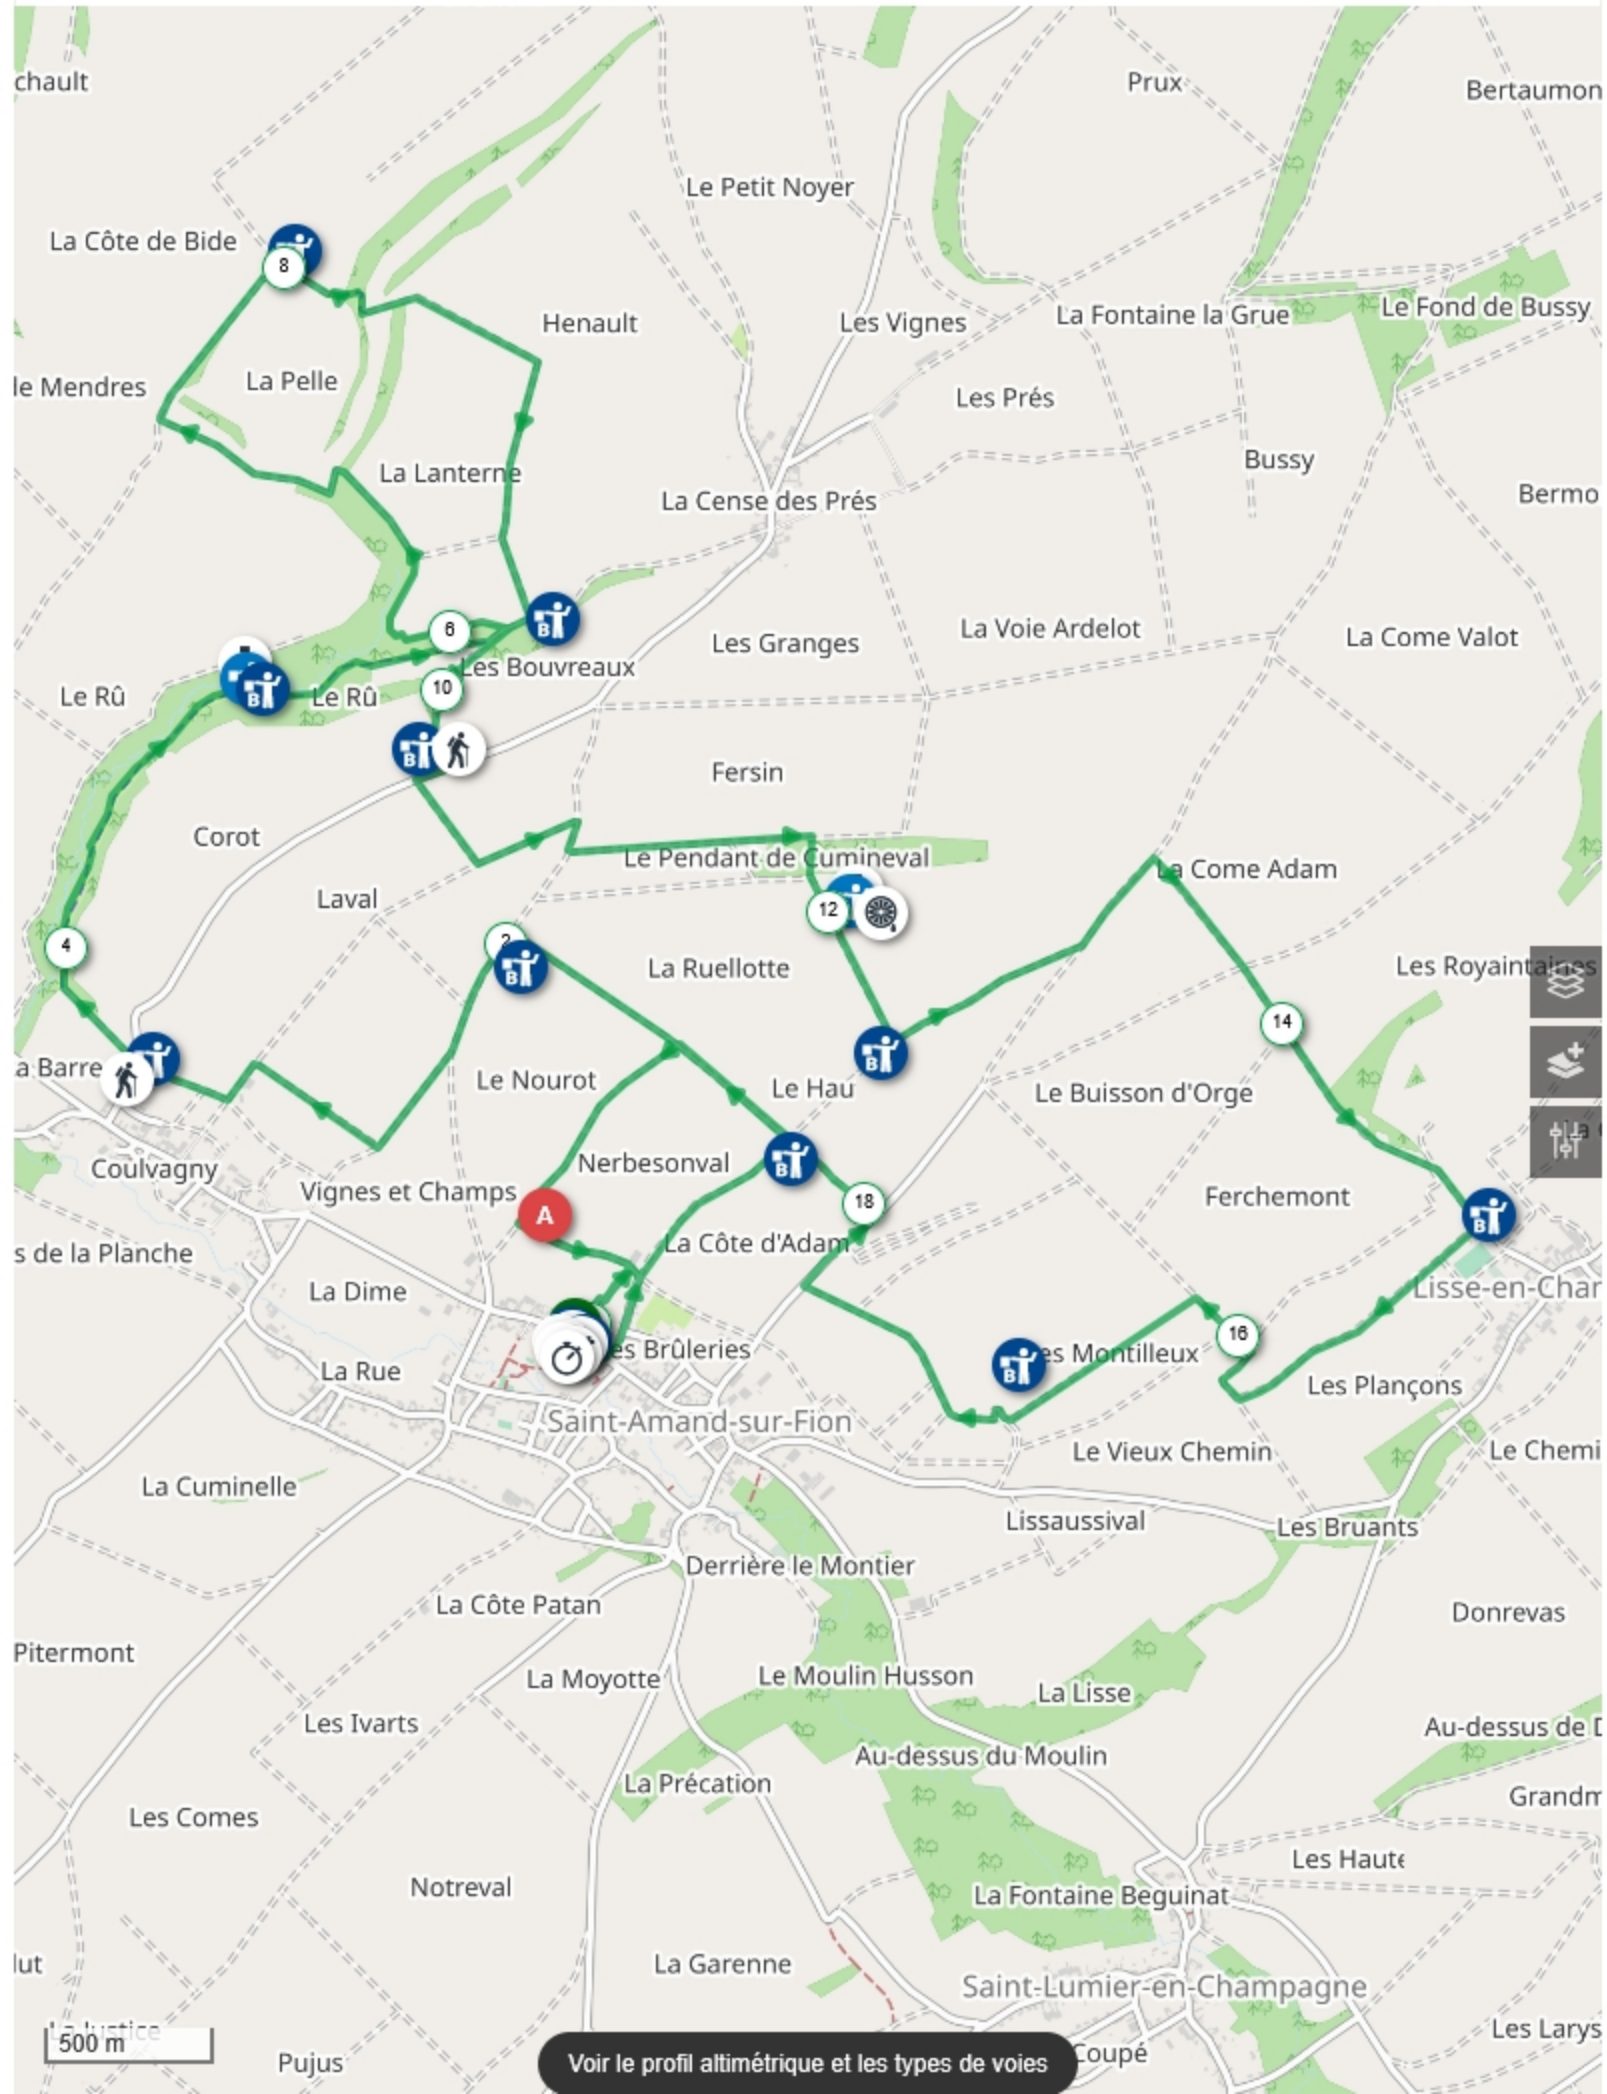 chault
Prux
Bertaumon
Le Petit Noyer
La Côte de Bide
8
Henault
Les Vignes
La Fontaine la Grue
Le Fond de Bussy
le Mendres
La Pelle
Les Prés
La Lanterne
Bussy
La Cense des Prés
Bermo
B
6
Les Granges
La Voie Ardelot
La Come Valot
Les Bouvreaux
Le Rû
B
Le Rû
10
B
Fersin
Corot
Le Pendant de Cumineval
La Come Adam
Laval
12
4
2
B
La Ruellotte
Les Royaintaines
14
a Barre
Le Nourot
Le Hau
B
Le Buisson d'Orge
Coulvagny
Nerbesonval
B
Vignes et Champs
A
18
Ferchemont
B
s de la Planche
La Côte d'Adam
La Dime
Lisse-en-Char
16
La Rue
es Brûleries
B
es Montilleux
Les Plançons
Saint-Amand-sur-Fion
Le Vieux Chemin
Le Chemi
La Cuminelle
Lissaussival
Les Bruants
Derrière le Montier
La Côte Patan
Donrevas
Pitermont
La Moyotte
Le Moulin Husson
La Lisse
Les Ivarts
Au-dessus de D
Au-dessus du Moulin
La Précation
Grandm
Les Comes
Les Haute
Notreval
La Fontaine Beguinat
lut
La Garenne
Saint-Lumier-en-Champagne
La Justice
500 m
Les Larys
Pujus
Voir le profil altimétrique et les types de voies
Coupé